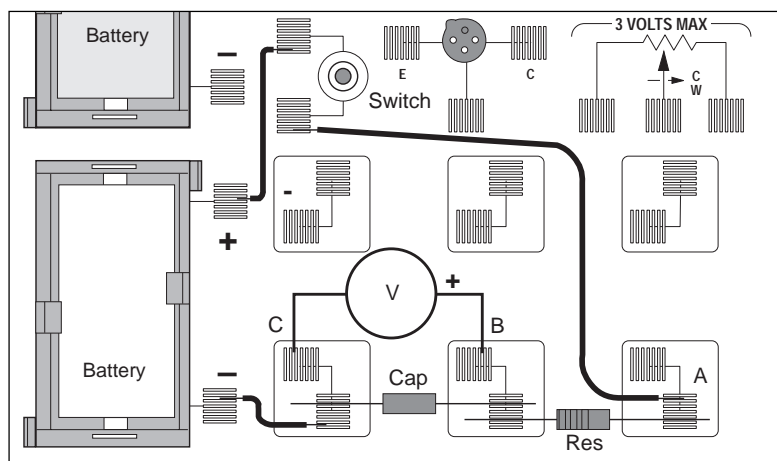 3 VOLTS MAX
Battery
-
E
C
C
W
Switch
-
+
V
+
C
B
Battery
-
Cap
A
Res